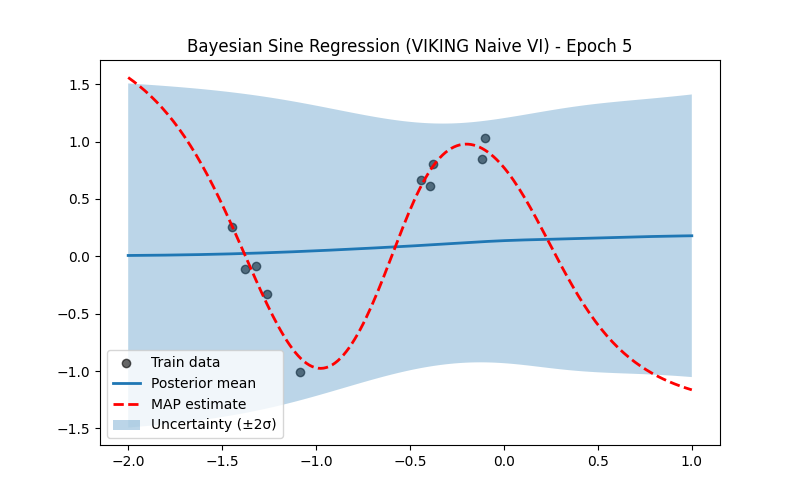 Bayesian Sine Regression (VIKING Naive VI) - Epoch 5
1.5
1.0
0.5
0.0
−0.5
−1.0
−1.5
Train data
Posterior mean
MAP estimate
Uncertainty (±2σ)
−2.0 −1.5 −1.0 −0.5 0.0 0.5 1.0